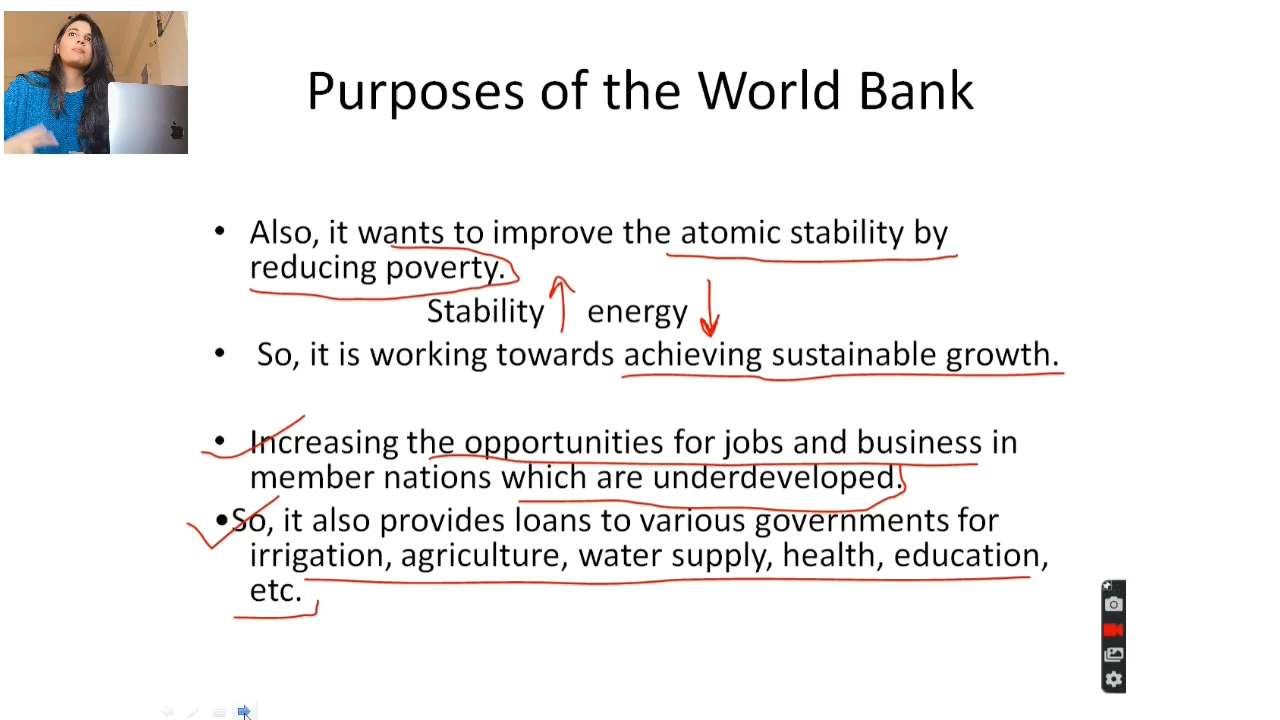 Purposes of the World Bank
• Also, it wants to improve the atomic stability by
reducing poverty.
Stability energy
• So, it is working towards achieving sustainable growth.
• Increasing the opportunities for jobs and business in
member nations which are underdeveloped.
•So, it also provides loans to various governments for
irrigation, agriculture, water supply, health, education,
etc.